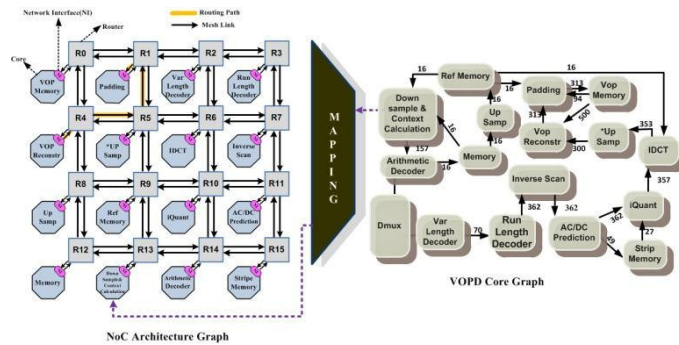 Network Interface(NI)
Router
Routing Path
Mesh Link
Core
R0
R1
R2
R3
VOP
Memory
Padding
Var
Length
Decoder
Run
Length
Decoder
R4
R5
R6
R7
VOP
Reconstr
*UP
Samp
IDCT
Inverse
Scan
R8
R9
R10
R11
Up
Samp
Ref
Memory
iQuant
AC/DC
Prediction
R12
R13
R14
R15
Memory
Down
Sample&
Context
Calculation
Arithmetic
Decoder
Stripe
Memory
NoC Architecture Graph
MAPPING
16
16
Ref Memory
16
Padding
313
94
Vop
Memory
Down
sample &
Context
Calculation
16
Up
Samp
313
500
353
16
Vop
Reconstr
300
*Up
Samp
IDCT
157
16
Arithmetic
Decoder
16
Memory
Inverse Scan
357
362
362
iQuant
Dmux
Var
Length
Decoder
70
Run
Length
Decoder
AC/DC
Prediction
362
27
49
Strip
Memory
VOPD Core Graph